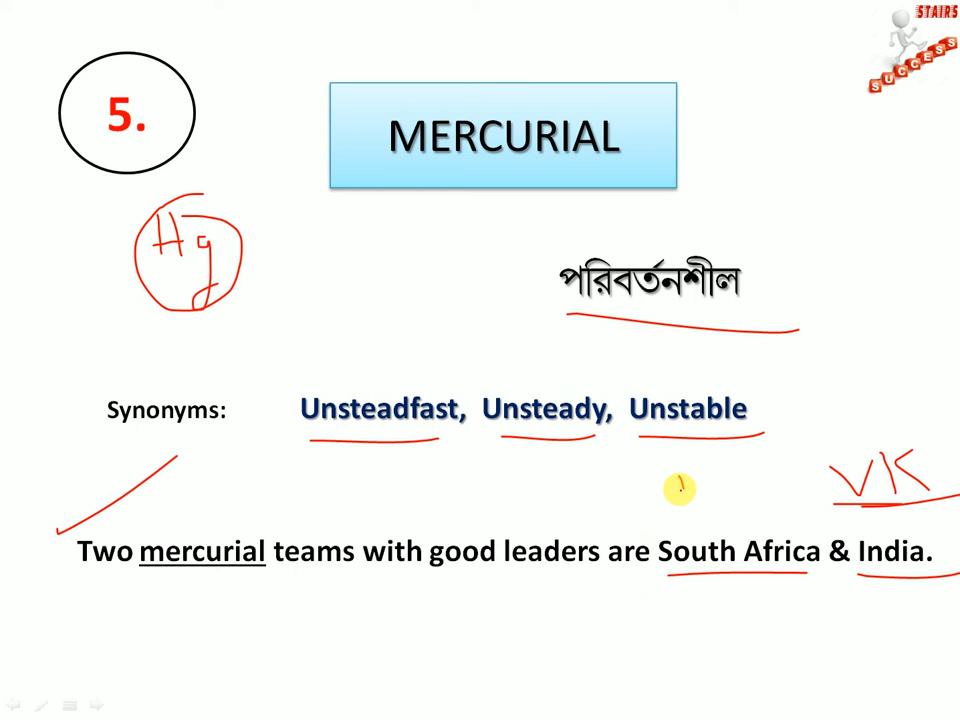 STAIRS
SUCCESS
5.
MERCURIAL
Hg
পরিবর্তনশীল
Synonyms: Unsteadfast, Unsteady, Unstable
VK
Two mercurial teams with good leaders are South Africa & India.